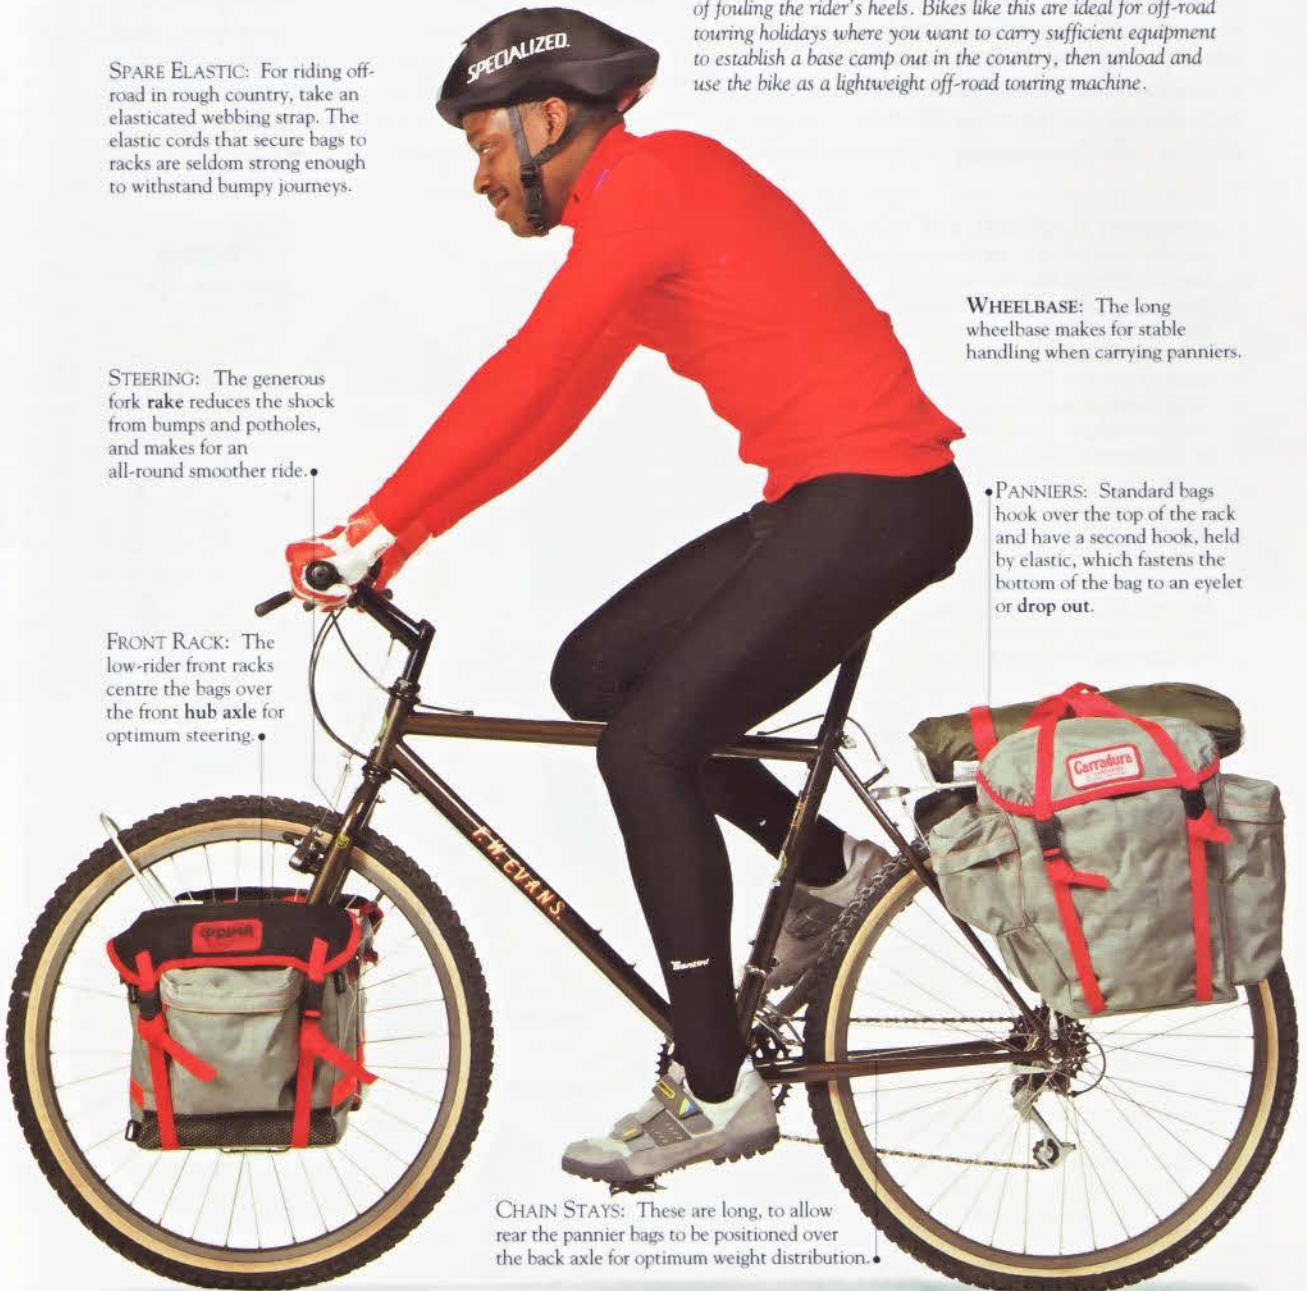 of fouling the rider's heels. Bikes like this are ideal for off-road
touring holidays where you want to carry sufficient equipment
to establish a base camp out in the country, then unload and
use the bike as a lightweight off-road touring machine.
SPECIALIZED.
SPARE ELASTIC: For riding off-
road in rough country, take an
elasticated webbing strap. The
elastic cords that secure bags to
racks are seldom strong enough
to withstand bumpy journeys.
WHEELBASE: The long
wheelbase makes for stable
handling when carrying panniers.
STEERING: The generous
fork rake reduces the shock
from bumps and potholes,
and makes for an
all-round smoother ride.
PANNIERS: Standard bags
hook over the top of the rack
and have a second hook, held
by elastic, which fastens the
bottom of the bag to an eyelet
or drop out.
FRONT RACK: The
low-rider front racks
centre the bags over
the front hub axle for
optimum steering.
Carradura
F.W.EVANS.
Santini
CHAIN STAYS: These are long, to allow
rear the pannier bags to be positioned over
the back axle for optimum weight distribution.